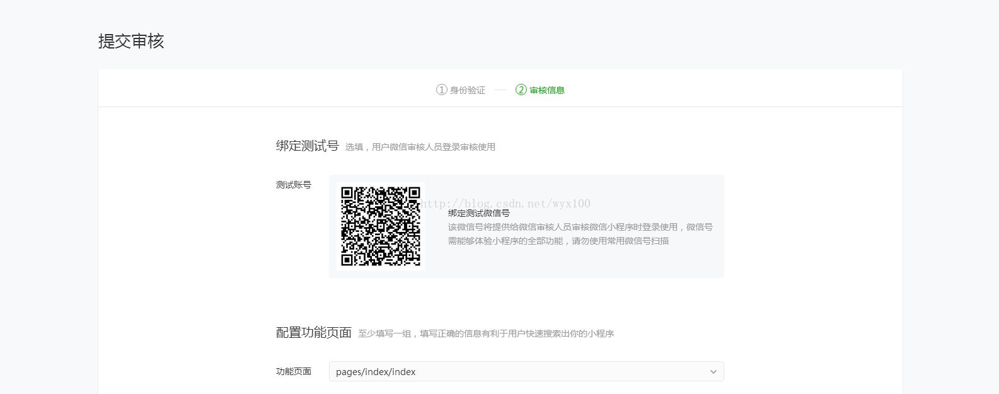 提交审核
① 身份验证 — ② 审核信息
绑定测试号 选填，用户微信审核人员登录审核使用
测试账号
http://blog.csdn.net/wyx100
绑定测试微信号
该微信号将提供给微信审核人员审核微信小程序时登录使用，微信号
需能够体验小程序的全部功能，请勿使用常用微信号扫描
配置功能页面 至少填写一组，填写正确的信息有利于用户快速搜索出你的小程序
功能页面 pages/index/index